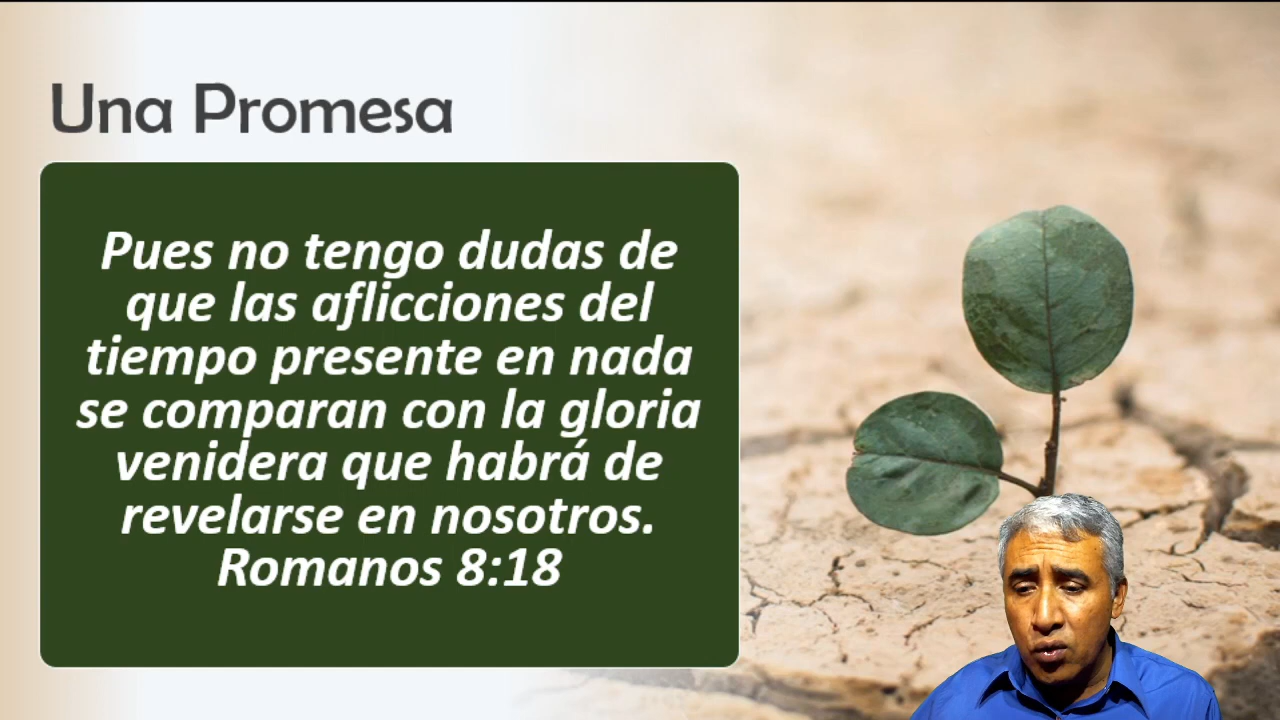 Una Promesa
Pues no tengo dudas de
que las aflicciones del
tiempo presente en nada
se comparan con la gloria
venidera que habrá de
revelarse en nosotros.
Romanos 8:18